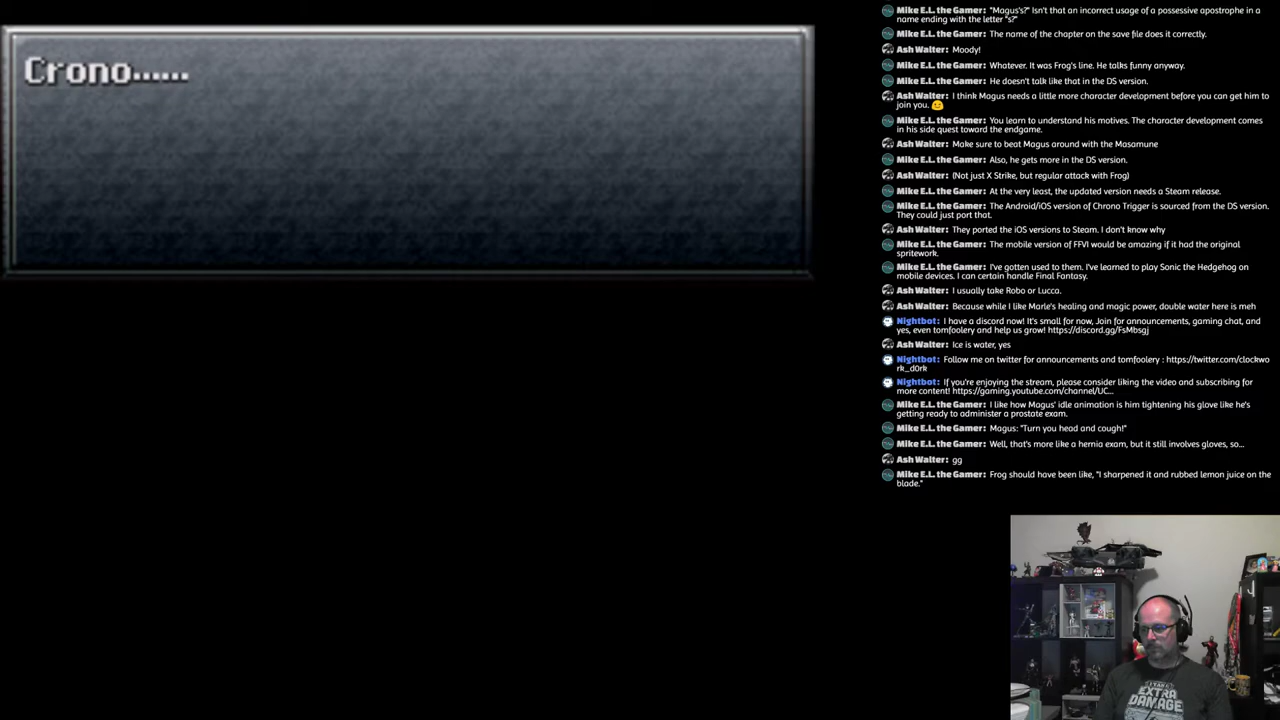 Crono......
Mike E.L. the Gamer: "Magus's?" Isn't that an incorrect usage of a possessive apostrophe in a
name ending with the letter "s?"
Mike E.L. the Gamer: The name of the chapter on the save file does it correctly.
Ash Walter: Moody!
Mike E.L. the Gamer: Whatever. It was Frog's line. He talks funny anyway.
Mike E.L. the Gamer: He doesn't talk like that in the DS version.
Ash Walter: I think Magus needs a little more character development before you can get him to
join you.
Mike E.L. the Gamer: You learn to understand his motives. The character development comes
in his side quest toward the endgame.
Ash Walter: Make sure to beat Magus around with the Masamune
Mike E.L. the Gamer: Also, he gets more in the DS version.
Ash Walter: (Not just X Strike, but regular attack with Frog)
Mike E.L. the Gamer: At the very least, the updated version needs a Steam release.
Mike E.L. the Gamer: The Android/iOS version of Chrono Trigger is sourced from the DS version.
They could just port that.
Ash Walter: They ported the iOS versions to Steam. I don't know why
Mike E.L. the Gamer: The mobile version of FFVI would be amazing if it had the original
spritework.
Mike E.L. the Gamer: I've gotten used to them. I've learned to play Sonic the Hedgehog on
mobile devices. I can certain handle Final Fantasy.
Ash Walter: I usually take Robo or Lucca.
Ash Walter: Because while I like Marle's healing and magic power, double water here is meh
Nightbot: I have a discord now! It's small for now, Join for announcements, gaming chat, and
yes, even tomfoolery and help us grow! https://discord.gg/FsMbsgj
Ash Walter: Ice is water, yes
Nightbot: Follow me on twitter for announcements and tomfoolery : https://twitter.com/clockwo
rk_d0rk
Nightbot: If you're enjoying the stream, please consider liking the video and subscribing for
more content! https://gaming.youtube.com/channel/UC...
Mike E.L. the Gamer: I like how Magus' idle animation is him tightening his glove like he's
getting ready to administer a prostate exam.
Mike E.L. the Gamer: Magus: "Turn you head and cough!"
Mike E.L. the Gamer: Well, that's more like a hernia exam, but it still involves gloves, so...
Ash Walter: gg
Mike E.L. the Gamer: Frog should have been like, "I sharpened it and rubbed lemon juice on the
blade."
EXTRA
DAMAGE